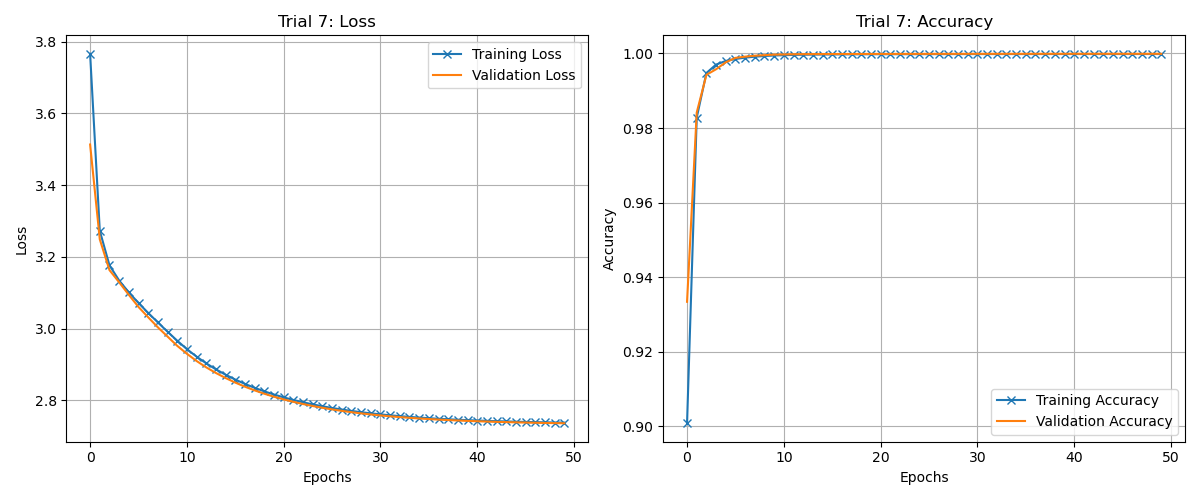 Trial 7: Loss
3.8
3.6
3.4
3.2
3.0
2.8
Loss
0 10 20 30 40 50
Epochs
Training Loss
Validation Loss
Trial 7: Accuracy
1.00
0.98
0.96
0.94
0.92
0.90
Accuracy
0 10 20 30 40 50
Epochs
Training Accuracy
Validation Accuracy